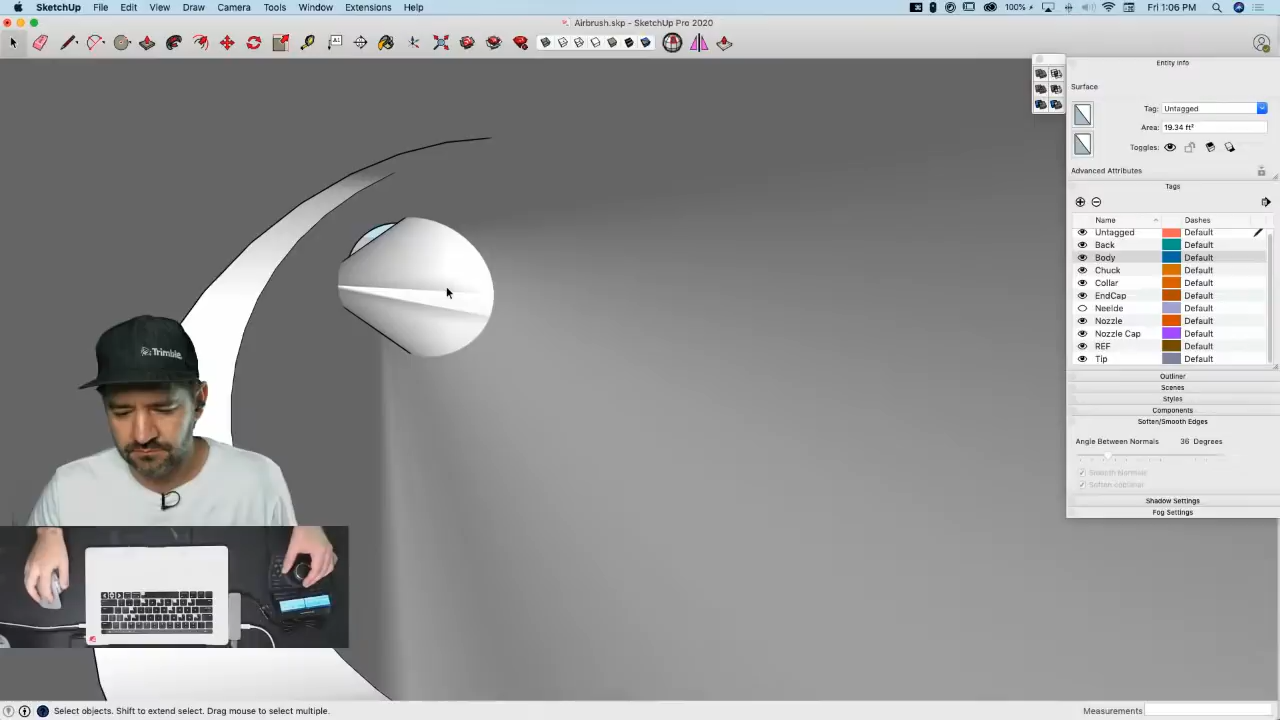 SketchUp File Edit View Draw Camera Tools Window Extensions Help
100% Fri 1:06 PM
Airbrush.skp - SketchUp Pro 2020
Entity Info
Surface
Tag: Untagged
Area: 19.34 ft²
Toggles:
Advanced Attributes
Tags
Name Dashes
Untagged Default
Back Default
Body Default
Chuck Default
Collar Default
EndCap Default
Neelde Default
Nozzle Default
Nozzle Cap Default
REF Default
Tip Default
Outliner
Scenes
Styles
Components
Soften/Smooth Edges
Angle Between Normals 36 Degrees
Smooth Normals
Soften coplanar
Shadow Settings
Fog Settings
Trimble
Select objects. Shift to extend select. Drag mouse to select multiple.
Measurements